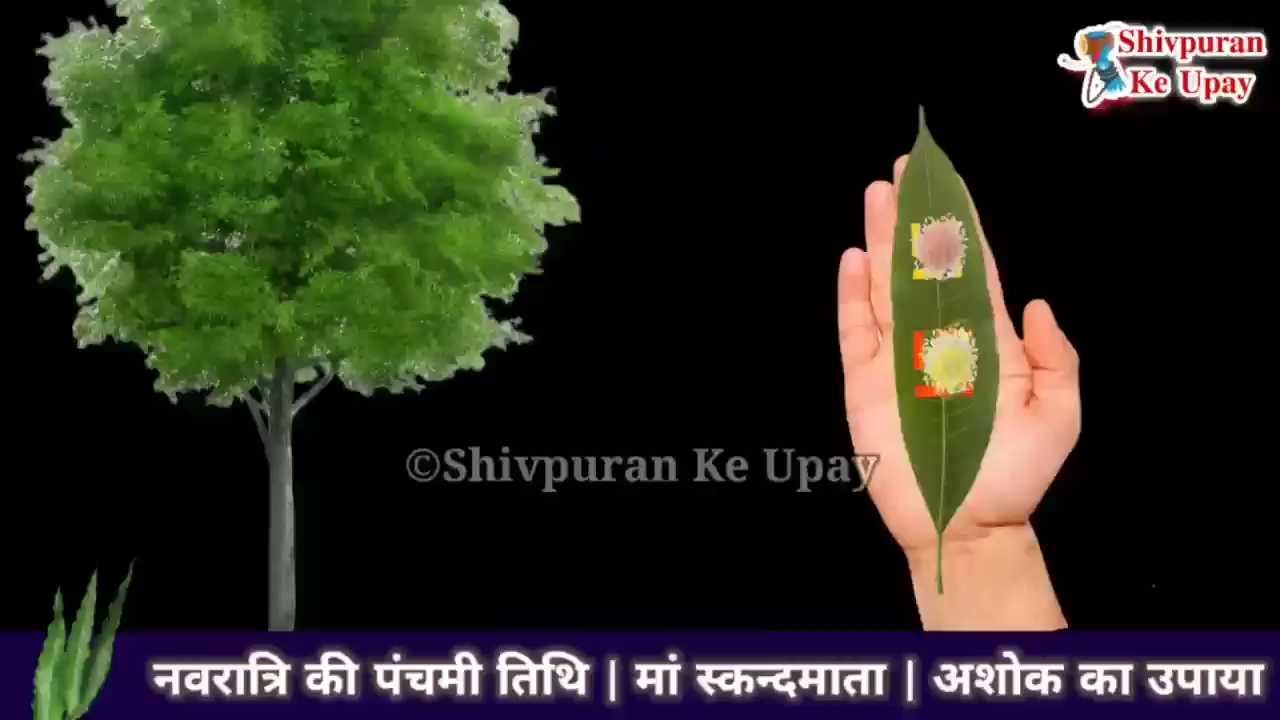 Shivpuran
Ke Upay
©Shivpuran Ke Upay
नवरात्रि की पंचमी तिथि | मां स्कन्दमाता | अशोक का उपाया